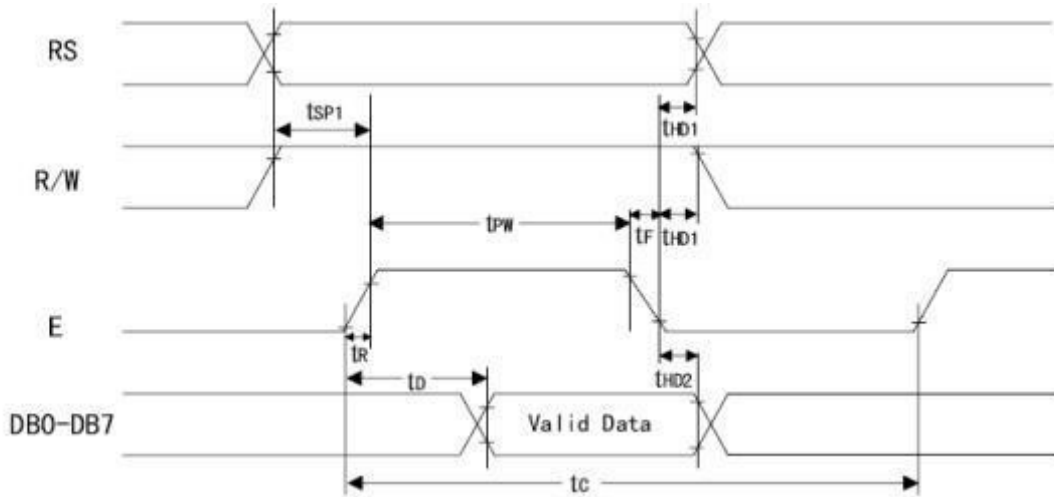 RS
tSP1
tHD1
R/W
tPW
tF
tHD1
E
tR
tD
tHD2
DB0-DB7
Valid Data
tC